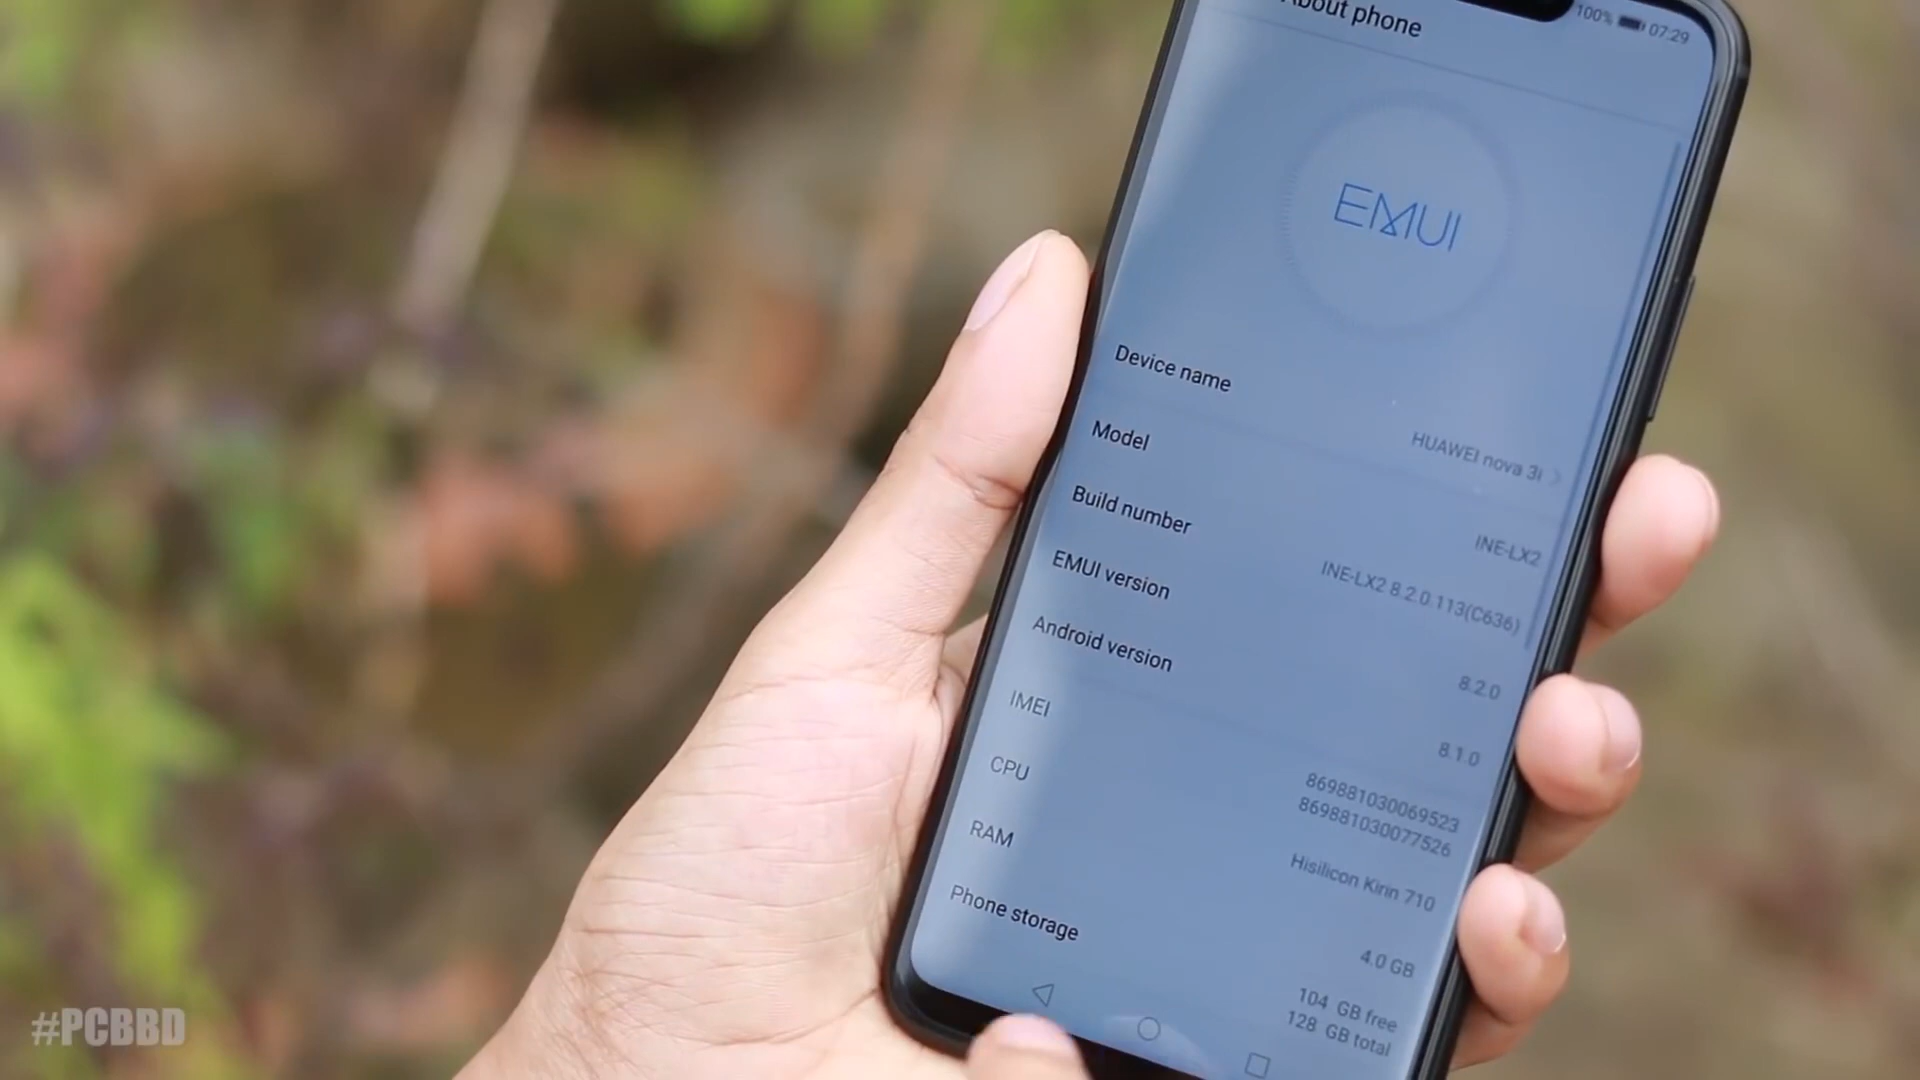 About phone
100% 07:29
EMUI
Device name
HUAWEI nova 3i
Model
INE-LX2
Build number
INE-LX2 8.2.0.113(C636)
EMUI version
8.2.0
Android version
8.1.0
IMEI
869881030069523
869881030077526
CPU
Hisilicon Kirin 710
RAM
4.0 GB
Phone storage
104 GB free
128 GB total
#PCBBD